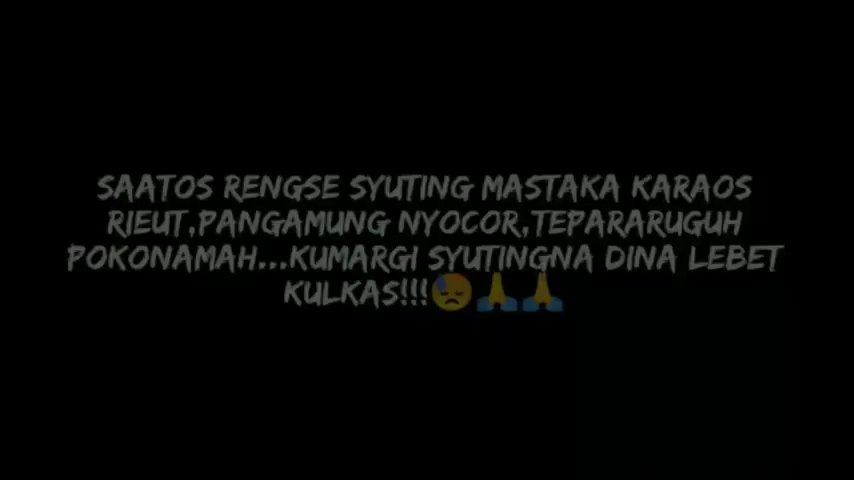 SAATOS RENGSE SYUTING MASTAKA KARAOS
RIEUT,PANGAMUNG NYOCOR,TEPARARUGUH
POKONAMAH...KUMARGI SYUTINGNA DINA LEBET
KULKAS!!!😓🙏🙏